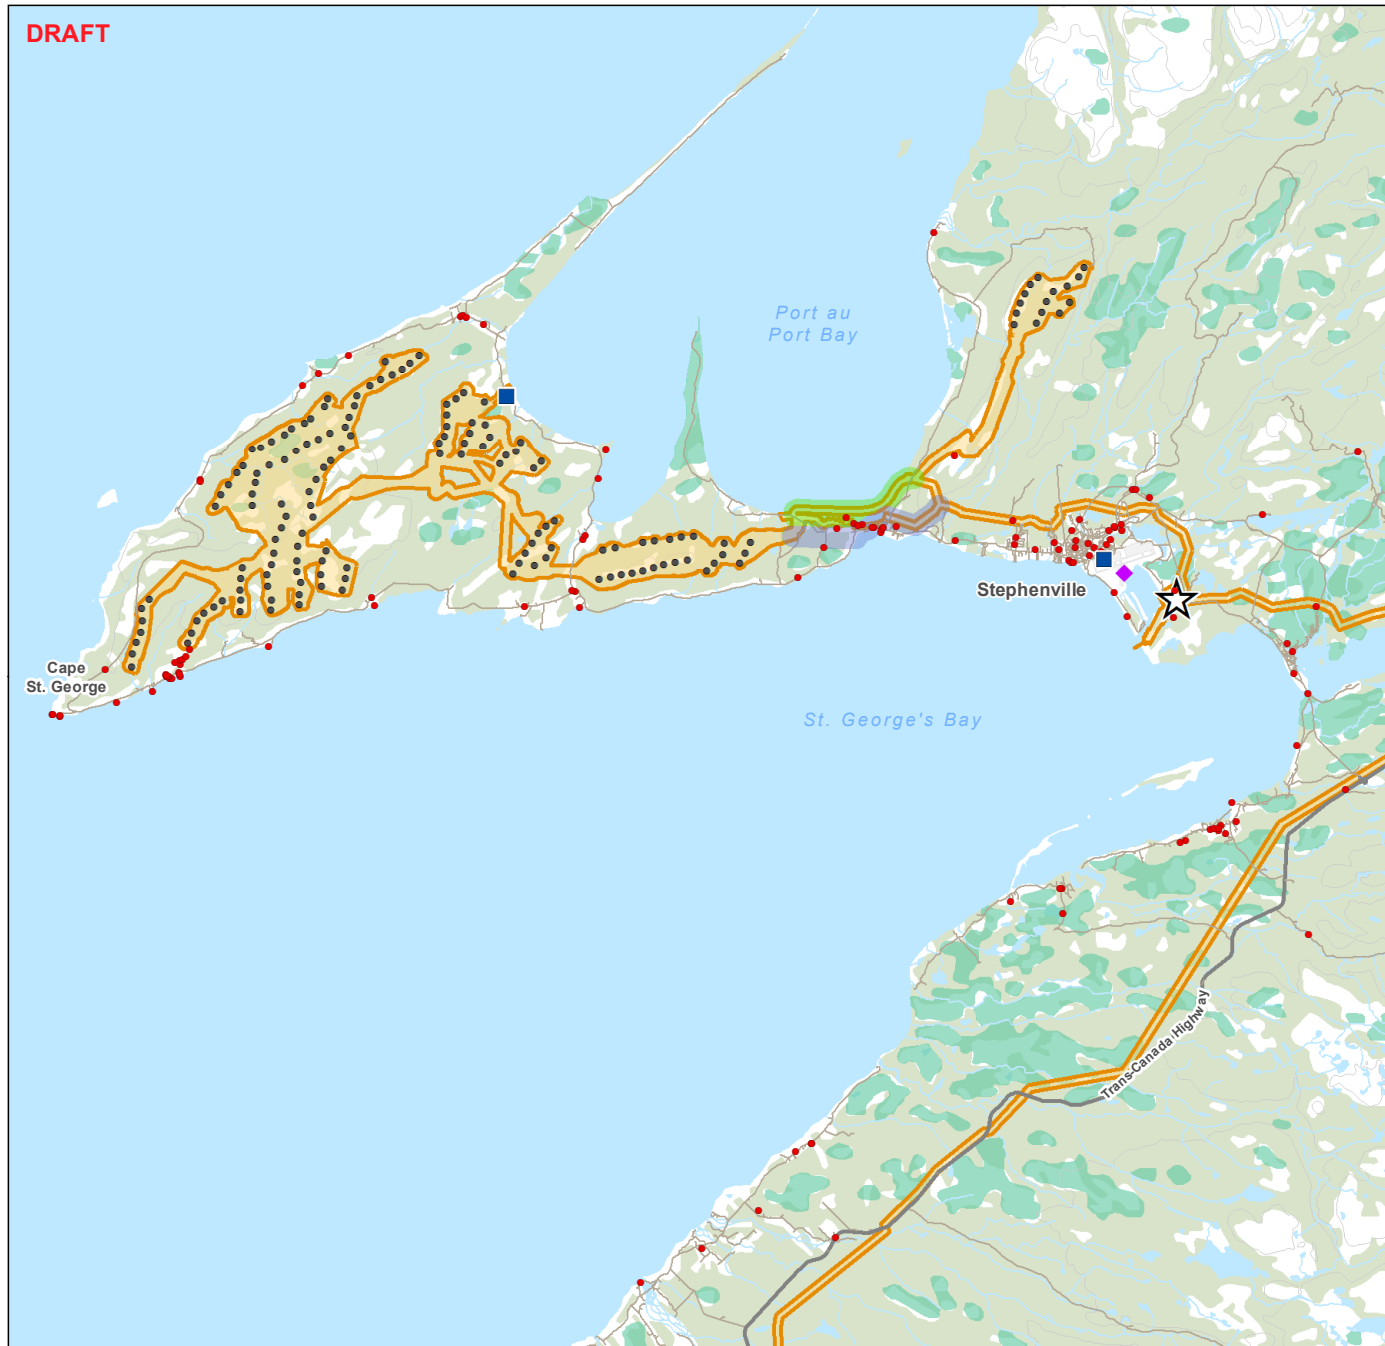 DRAFT
Port au
Port Bay
Stephenville
Cape
St. George
St. George's Bay
Trans-Canada Highway